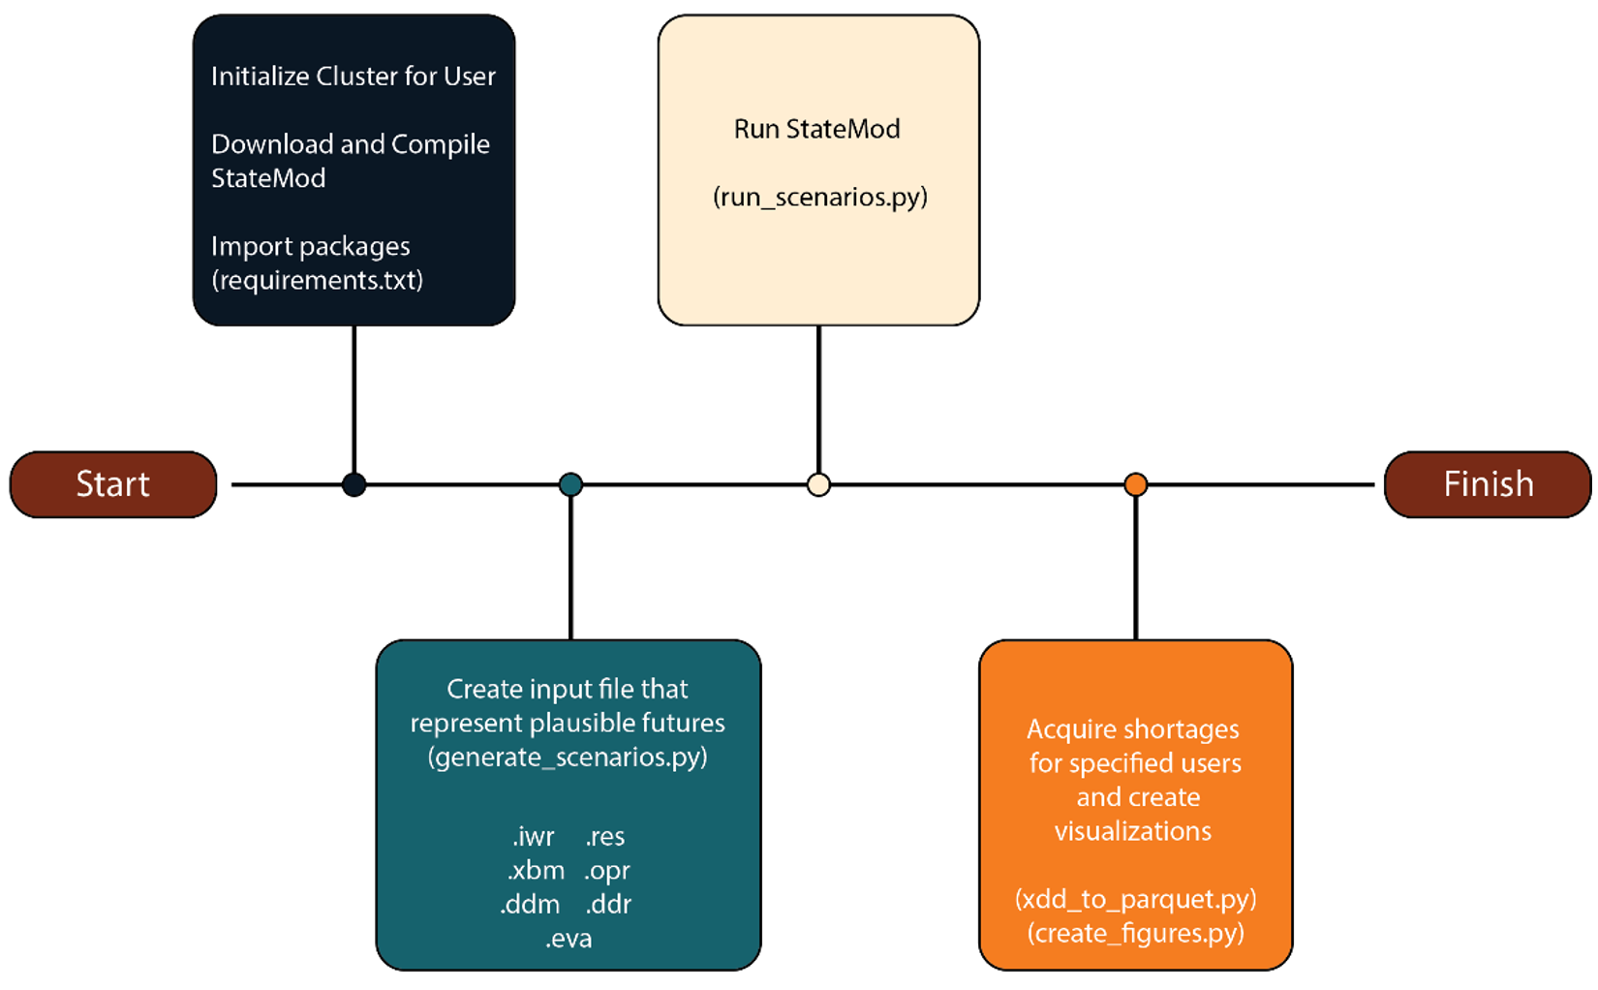 Initialize Cluster for User
Download and Compile
StateMod
Import packages
(requirements.txt)
Run StateMod
(run_scenarios.py)
Start
Finish
Create input file that
represent plausible futures
(generate_scenarios.py)
.iwr .res
.xbm .opr
.ddm .ddr
.eva
Acquire shortages
for specified users
and create
visualizations
(xdd_to_parquet.py)
(create_figures.py)